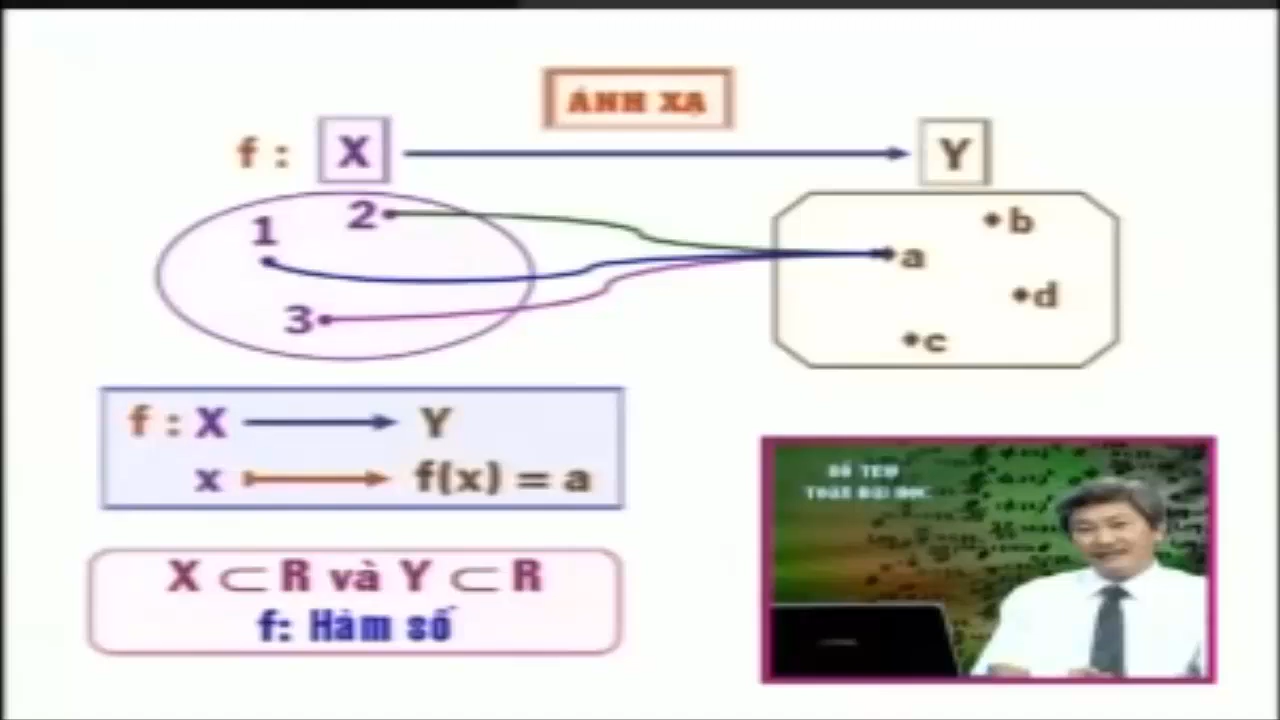 ÁNH XẠ
f : X Y
1 2 3
a b c d
f : X Y
x f(x) = a
X ⊂ R và Y ⊂ R
f: Hàm số